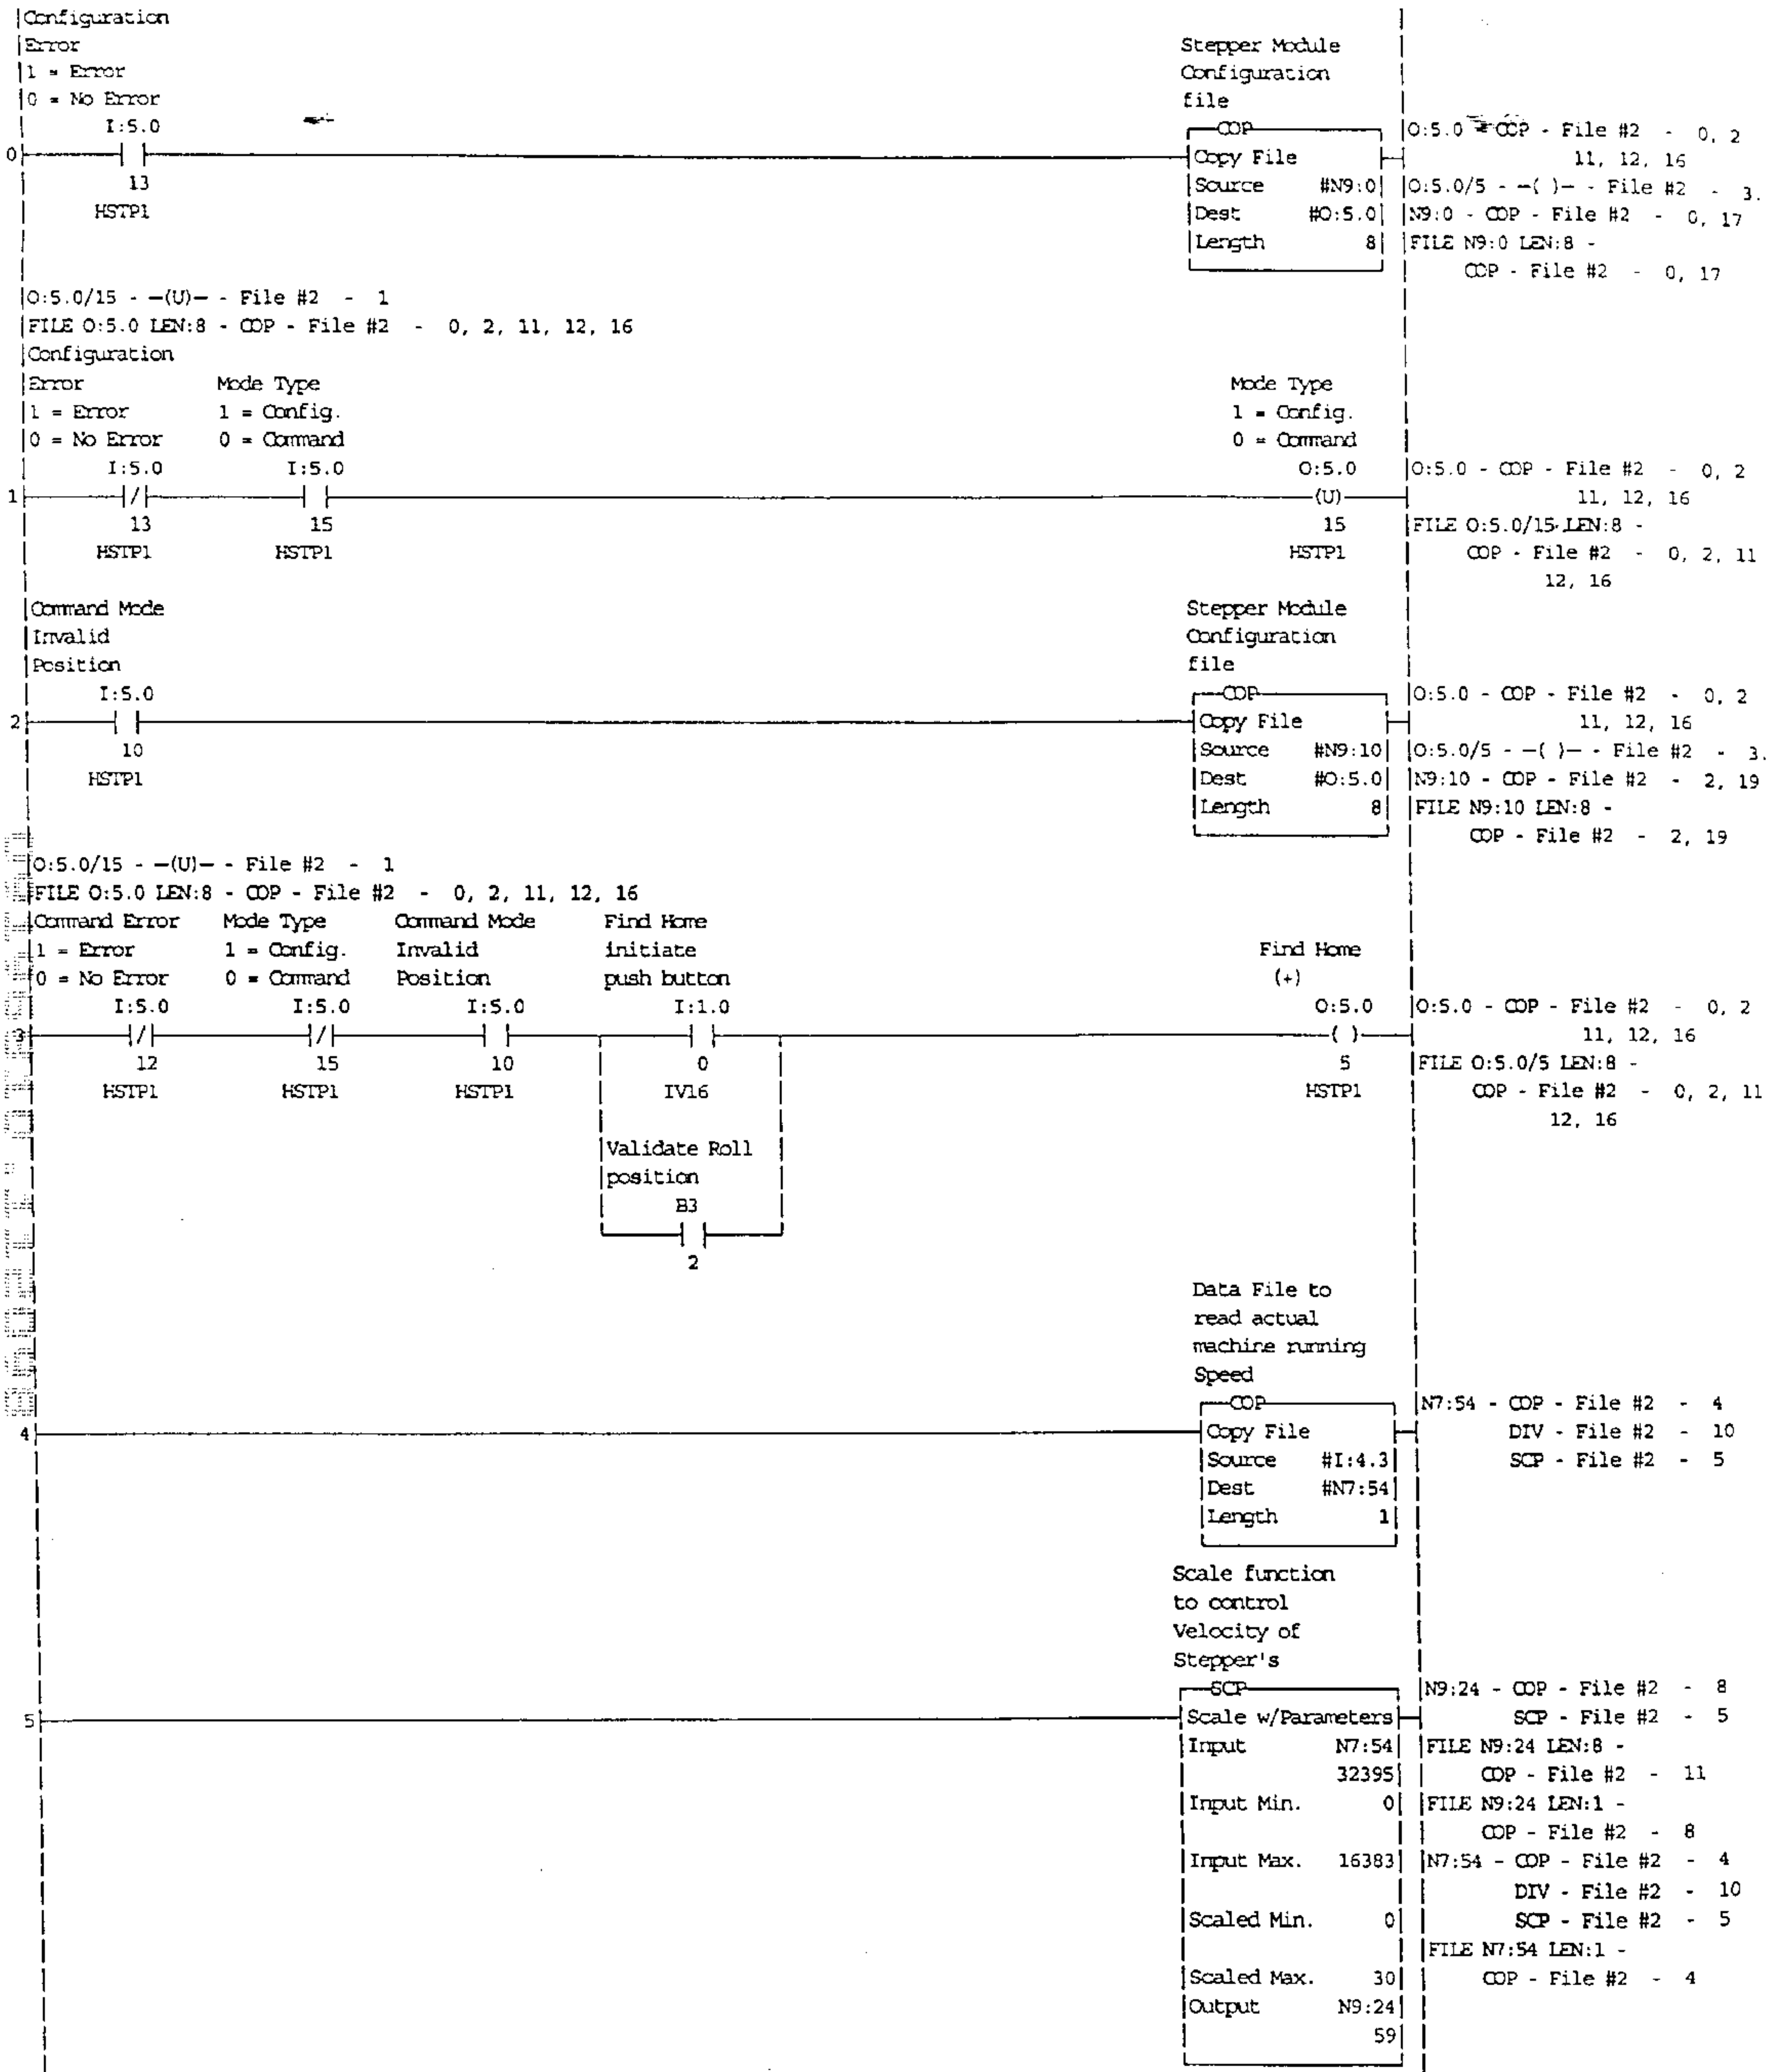 Configuration
Error
1 = Error
0 = No Error
I:5.0
13
HSTP1
0
Stepper Module
Configuration
file
COP
Copy File
Source #N9:0
Dest #O:5.0
Length 8
O:5.0 - COP - File #2 - 0, 2
11, 12, 16
O:5.0/5 - -( )- - File #2 - 3.
N9:0 - COP - File #2 - 0, 17
FILE N9:0 LEN:8 -
COP - File #2 - 0, 17
O:5.0/15 - -(U)- - File #2 - 1
FILE O:5.0 LEN:8 - COP - File #2 - 0, 2, 11, 12, 16
Configuration
Error Mode Type Mode Type
1 = Error 1 = Config. 1 = Config.
0 = No Error 0 = Command 0 = Command
I:5.0 I:5.0 O:5.0
1 (U)
13 15 15
HSTP1 HSTP1 HSTP1
O:5.0 - COP - File #2 - 0, 2
11, 12, 16
FILE O:5.0/15 LEN:8 -
COP - File #2 - 0, 2, 11
12, 16
Command Mode
Invalid
Position
I:5.0
2
10
HSTP1
Stepper Module
Configuration
file
COP
Copy File
Source #N9:10
Dest #O:5.0
Length 8
O:5.0 - COP - File #2 - 0, 2
11, 12, 16
O:5.0/5 - -( )- - File #2 - 3.
N9:10 - COP - File #2 - 2, 19
FILE N9:10 LEN:8 -
COP - File #2 - 2, 19
O:5.0/15 - -(U)- - File #2 - 1
FILE O:5.0 LEN:8 - COP - File #2 - 0, 2, 11, 12, 16
Command Error Mode Type Command Mode Find Home
1 = Error 1 = Config. Invalid initiate Find Home
0 = No Error 0 = Command Position push button (+)
I:5.0 I:5.0 I:5.0 I:1.0 O:5.0
3 ( )
12 15 10 0 5
HSTP1 HSTP1 HSTP1 IV16 HSTP1
O:5.0 - COP - File #2 - 0, 2
11, 12, 16
FILE O:5.0/5 LEN:8 -
COP - File #2 - 0, 2, 11
12, 16
Validate Roll
position
B3
2
Data File to
read actual
machine running
Speed
4
COP
Copy File
Source #I:4.3
Dest #N7:54
Length 1
N7:54 - COP - File #2 - 4
DIV - File #2 - 10
SCP - File #2 - 5
Scale function
to control
Velocity of
Stepper's
5
SCP
Scale w/Parameters
Input N7:54
32395
Input Min. 0
Input Max. 16383
Scaled Min. 0
Scaled Max. 30
Output N9:24
59
N9:24 - COP - File #2 - 8
SCP - File #2 - 5
FILE N9:24 LEN:8 -
COP - File #2 - 11
FILE N9:24 LEN:1 -
COP - File #2 - 8
N7:54 - COP - File #2 - 4
DIV - File #2 - 10
SCP - File #2 - 5
FILE N7:54 LEN:1 -
COP - File #2 - 4